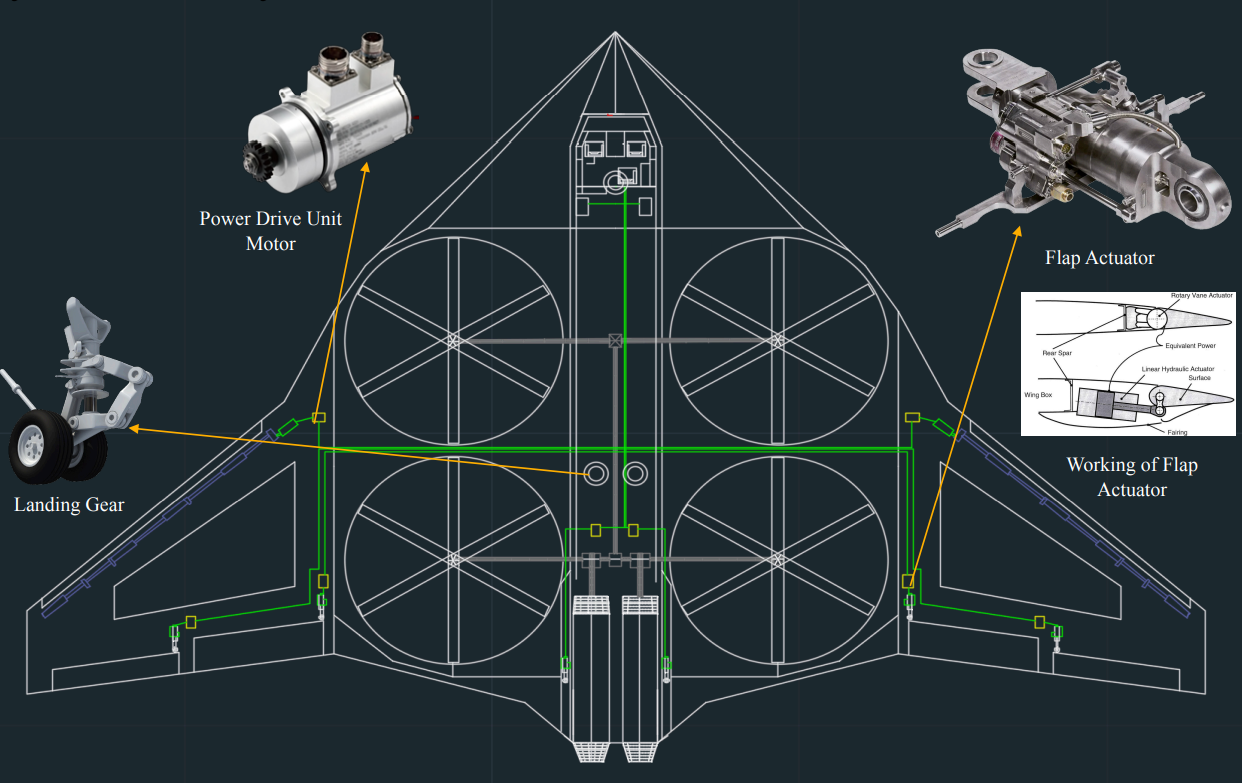 Power Drive Unit
Motor
Flap Actuator
Rotary Vane Actuator
Equivalent Power
Rear Spar
Linear Hydraulic Actuator
Surface
Wing Box
Fairing
Working of Flap
Actuator
Landing Gear